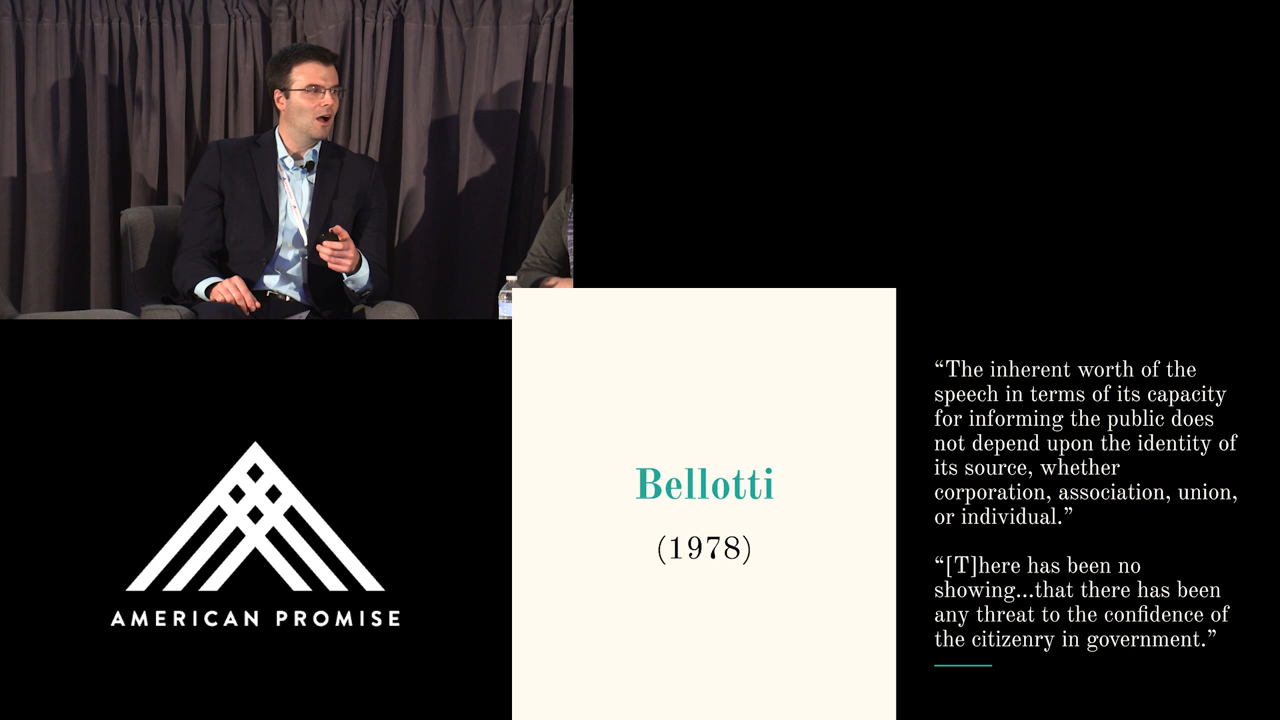 AMERICAN PROMISE
Bellotti
(1978)
“The inherent worth of the
speech in terms of its capacity
for informing the public does
not depend upon the identity of
its source, whether
corporation, association, union,
or individual.”
“[T]here has been no
showing...that there has been
any threat to the confidence of
the citizenry in government.”